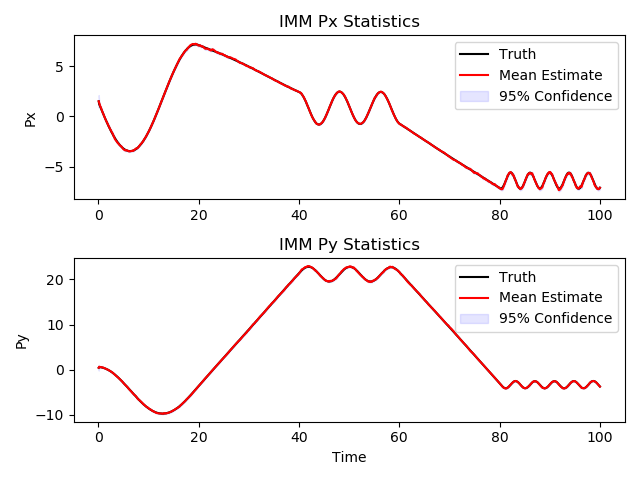 IMM Px Statistics
Truth
Mean Estimate
95% Confidence
Px
5
0
−5
0 20 40 60 80 100
IMM Py Statistics
Truth
Mean Estimate
95% Confidence
Py
20
10
0
−10
0 20 40 60 80 100
Time